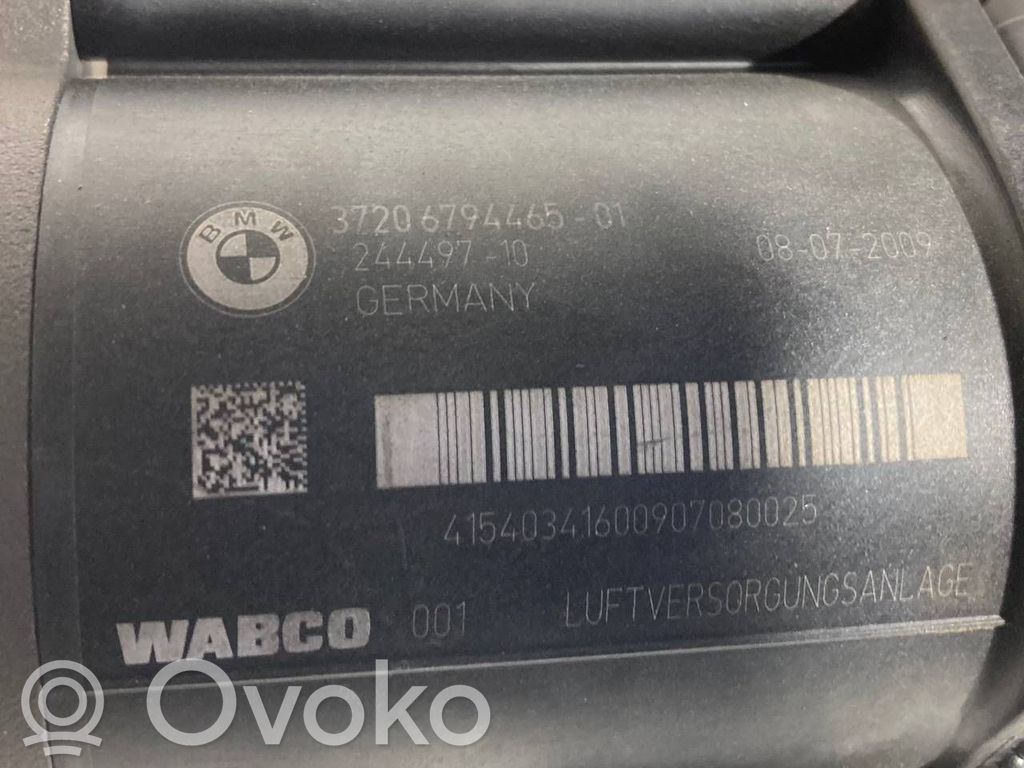 BMW
3720 6794465-01
244497-10
GERMANY
08-07-2009
41540341600907080025
WABCO 001 LUFTVERSORGUNGSANLAGE
Ovoko